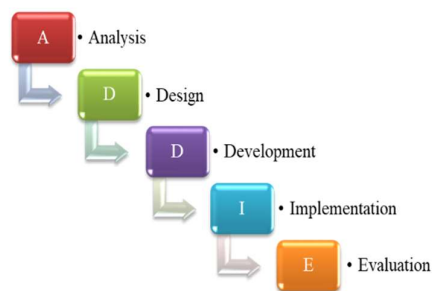 A • Analysis
D • Design
D • Development
I • Implementation
E • Evaluation